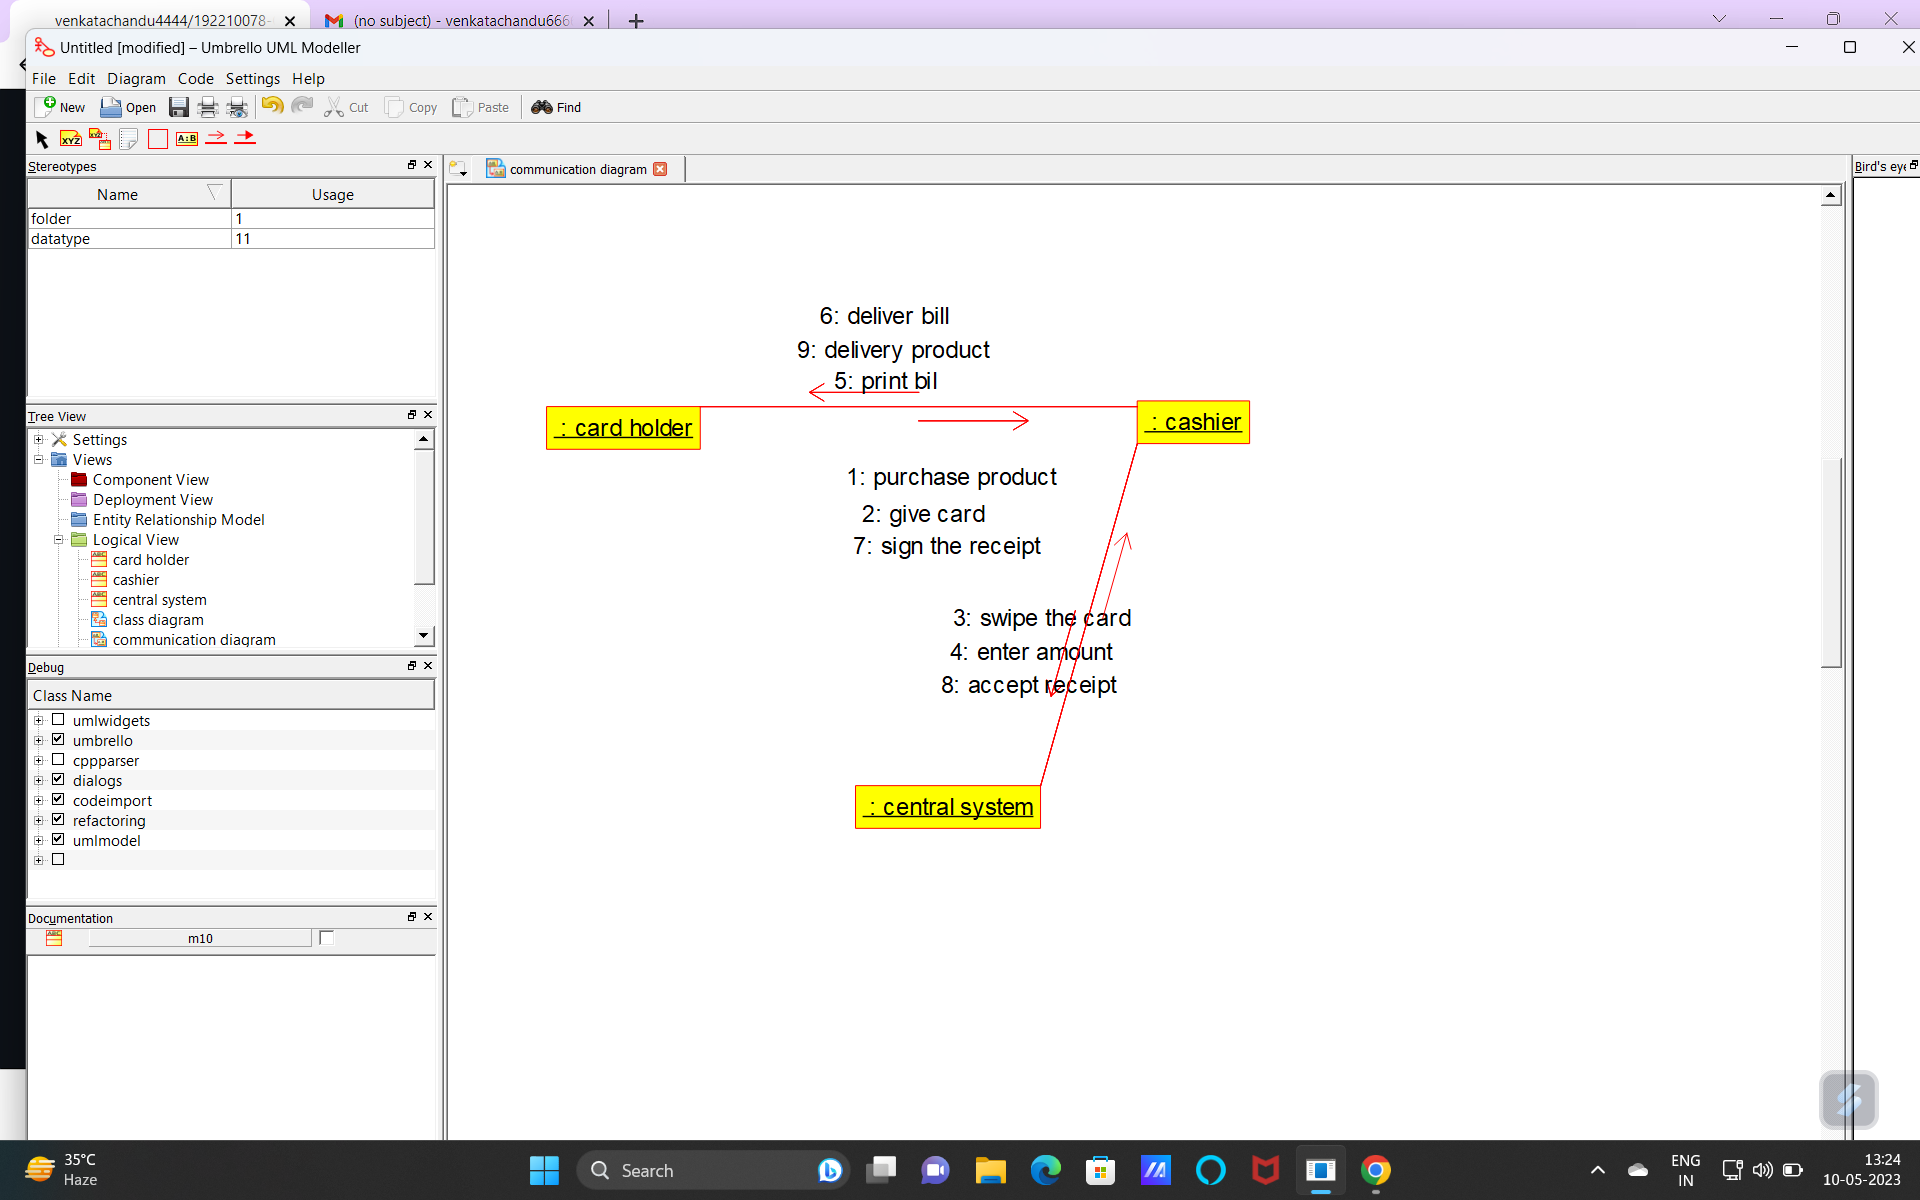 venkatachandu4444/192210078-
(no subject) - venkatachandu666
Untitled [modified] – Umbrello UML Modeller
File Edit Diagram Code Settings Help
New Open Cut Copy Paste Find
XYZ A:B
Stereotypes
Name Usage
folder 1
datatype 11
Tree View
Settings
Views
Component View
Deployment View
Entity Relationship Model
Logical View
card holder
cashier
central system
class diagram
communication diagram
Debug
Class Name
umlwidgets
umbrello
cppparser
dialogs
codeimport
refactoring
umlmodel
Documentation
m10
communication diagram
Bird's eye
6: deliver bill
9: delivery product
5: print bil
: card holder
: cashier
1: purchase product
2: give card
7: sign the receipt
3: swipe the card
4: enter amount
8: accept receipt
: central system
35°C
Haze
Search
ENG
IN
13:24
10-05-2023